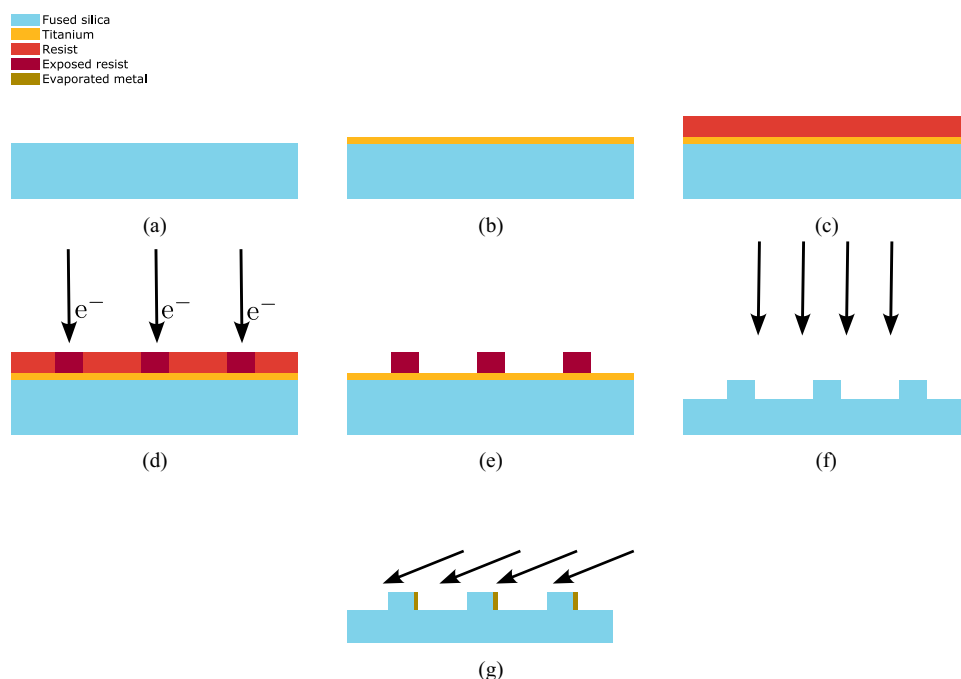 Fused silica
Titanium
Resist
Exposed resist
Evaporated metal
(a)
(b)
(c)
e⁻ e⁻ e⁻
(d)
(e)
(f)
(g)